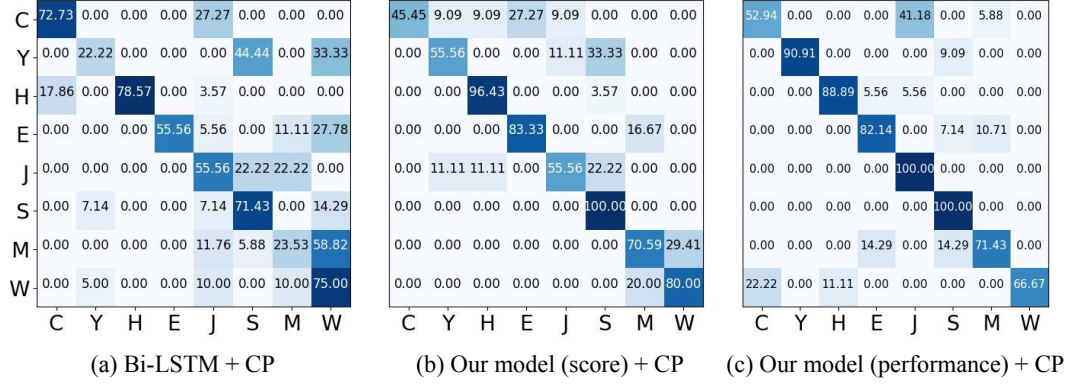 C 72.73 0.00 0.00 0.00 27.27 0.00 0.00 0.00
Y 0.00 22.22 0.00 0.00 0.00 44.44 0.00 33.33
H 17.86 0.00 78.57 0.00 3.57 0.00 0.00 0.00
E 0.00 0.00 0.00 55.56 5.56 0.00 11.11 27.78
J 0.00 0.00 0.00 0.00 55.56 22.22 22.22 0.00
S 0.00 7.14 0.00 0.00 7.14 71.43 0.00 14.29
M 0.00 0.00 0.00 0.00 11.76 5.88 23.53 58.82
W 0.00 5.00 0.00 0.00 10.00 0.00 10.00 75.00
C Y H E J S M W
(a) Bi-LSTM + CP
45.45 9.09 9.09 27.27 9.09 0.00 0.00 0.00
0.00 55.56 0.00 0.00 11.11 33.33 0.00 0.00
0.00 0.00 96.43 0.00 0.00 3.57 0.00 0.00
0.00 0.00 0.00 83.33 0.00 0.00 16.67 0.00
0.00 11.11 11.11 0.00 55.56 22.22 0.00 0.00
0.00 0.00 0.00 0.00 0.00 100.00 0.00 0.00
0.00 0.00 0.00 0.00 0.00 0.00 70.59 29.41
0.00 0.00 0.00 0.00 0.00 0.00 20.00 80.00
C Y H E J S M W
(b) Our model (score) + CP
52.94 0.00 0.00 0.00 41.18 0.00 5.88 0.00
0.00 90.91 0.00 0.00 0.00 9.09 0.00 0.00
0.00 0.00 88.89 5.56 5.56 0.00 0.00 0.00
0.00 0.00 0.00 82.14 0.00 7.14 10.71 0.00
0.00 0.00 0.00 0.00 100.00 0.00 0.00 0.00
0.00 0.00 0.00 0.00 0.00 100.00 0.00 0.00
0.00 0.00 0.00 14.29 0.00 14.29 71.43 0.00
22.22 0.00 11.11 0.00 0.00 0.00 0.00 66.67
C Y H E J S M W
(c) Our model (performance) + CP